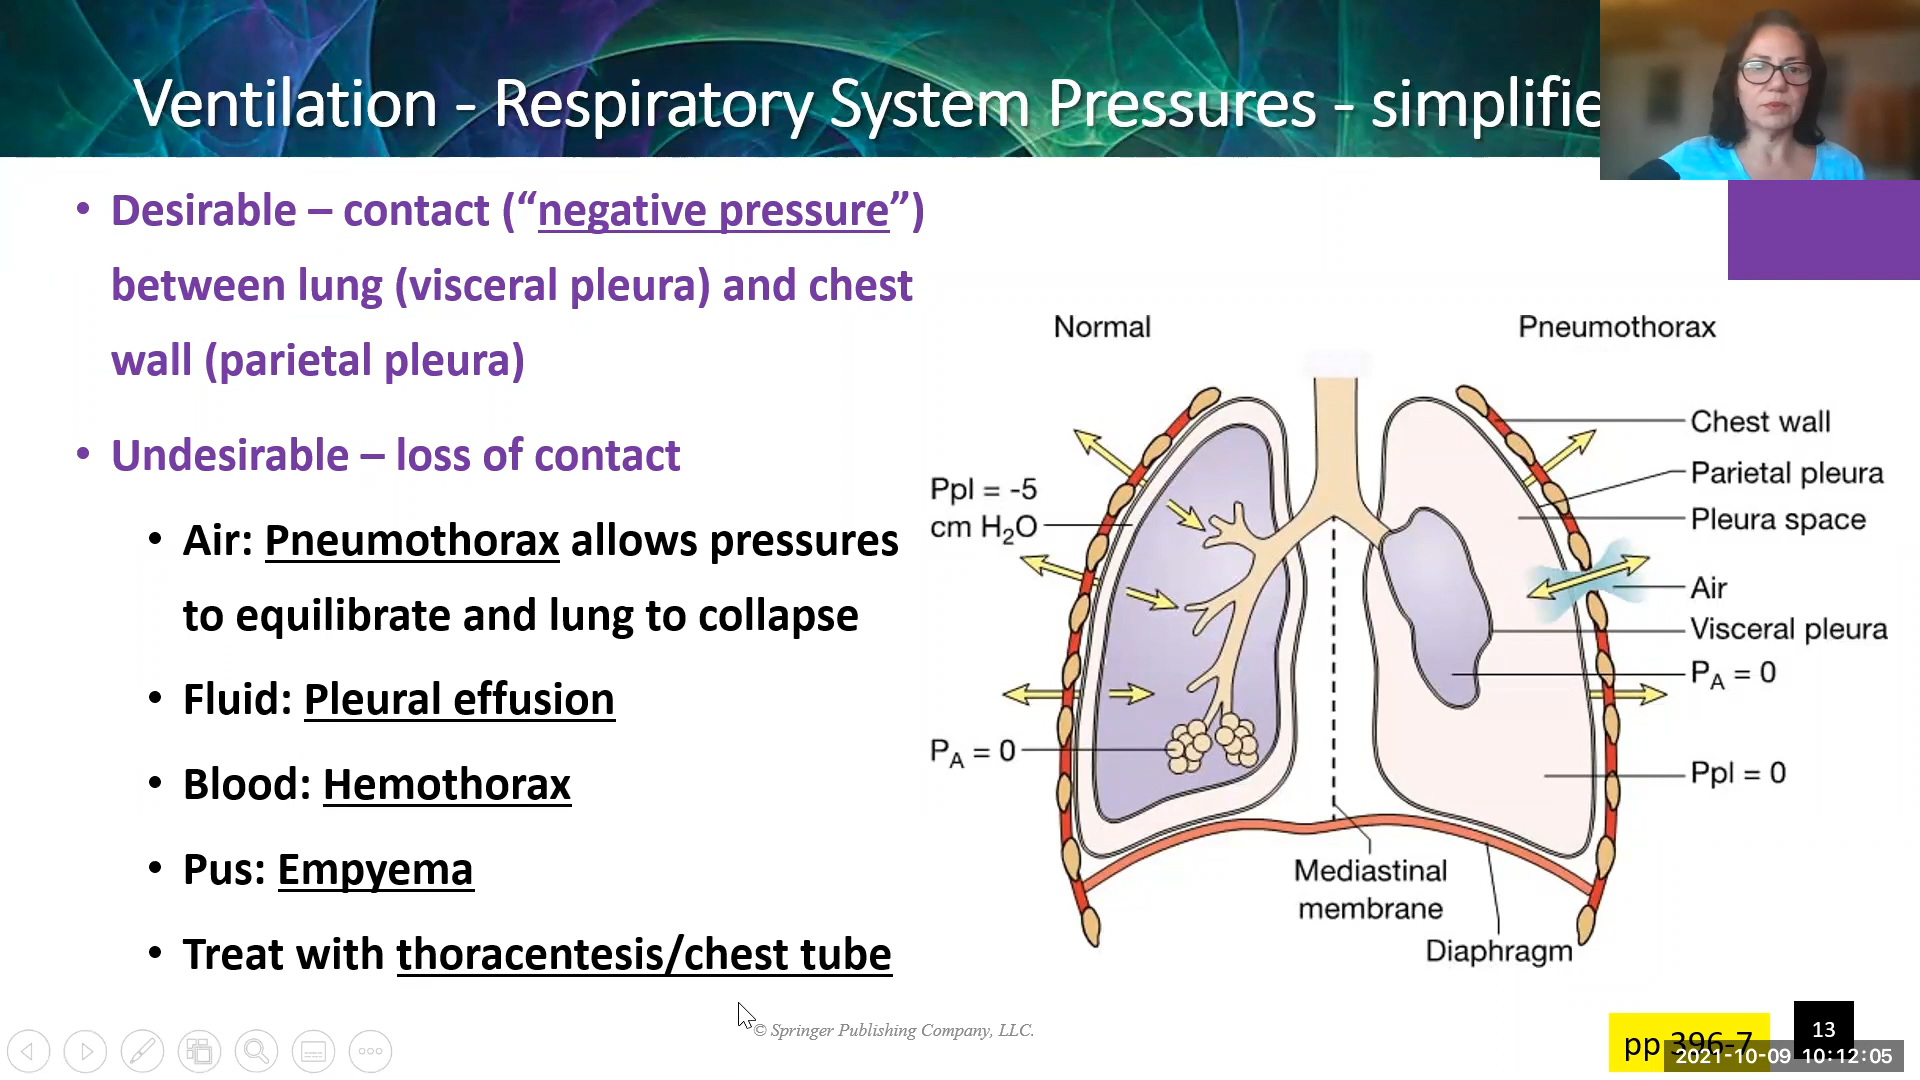 Ventilation - Respiratory System Pressures - simplifie
• Desirable – contact (“negative pressure”)
between lung (visceral pleura) and chest
wall (parietal pleura)
• Undesirable – loss of contact
• Air: Pneumothorax allows pressures
to equilibrate and lung to collapse
• Fluid: Pleural effusion
• Blood: Hemothorax
• Pus: Empyema
• Treat with thoracentesis/chest tube
Normal
Pneumothorax
Ppl = -5
cm H₂O
P_A = 0
Chest wall
Parietal pleura
Pleura space
Air
Visceral pleura
P_A = 0
Ppl = 0
Mediastinal
membrane
Diaphragm
© Springer Publishing Company, LLC.
pp 396-7
13
2021-10-09 10:12:05